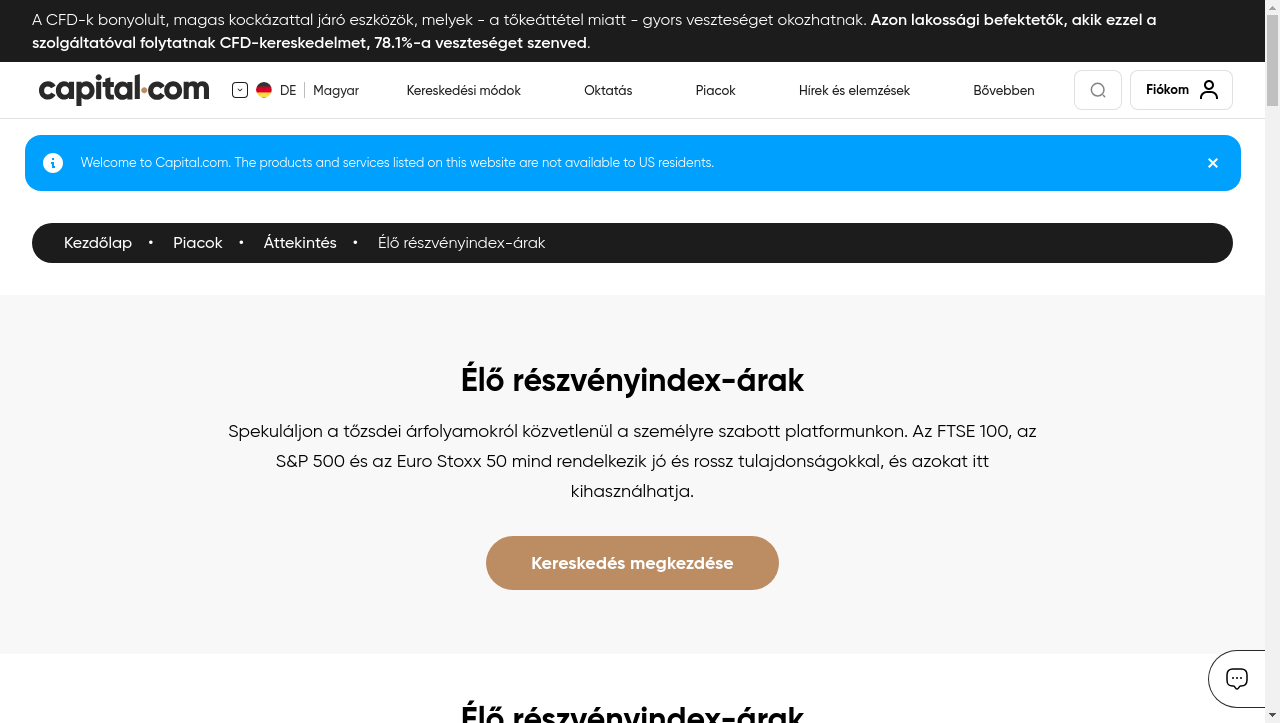 A CFD-k bonyolult, magas kockázattal járó eszközök, melyek - a tőkeáttétel miatt - gyors veszteséget okozhatnak. Azon lakossági befektetők, akik ezzel a
szolgáltatóval folytatnak CFD-kereskedelmet, 78.1%-a veszteséget szenved.
capital.com
DE
Magyar
Kereskedési módok
Oktatás
Piacok
Hírek és elemzések
Bővebben
Fiókom
Welcome to Capital.com. The products and services listed on this website are not available to US residents.
Kezdőlap • Piacok • Áttekintés • Élő részvényindex-árak
Élő részvényindex-árak
Spekuláljon a tőzsdei árfolyamokról közvetlenül a személyre szabott platformunkon. Az FTSE 100, az
S&P 500 és az Euro Stoxx 50 mind rendelkezik jó és rossz tulajdonságokkal, és azokat itt
kihasználhatja.
Kereskedés megkezdése
Élő részvényindex-árak